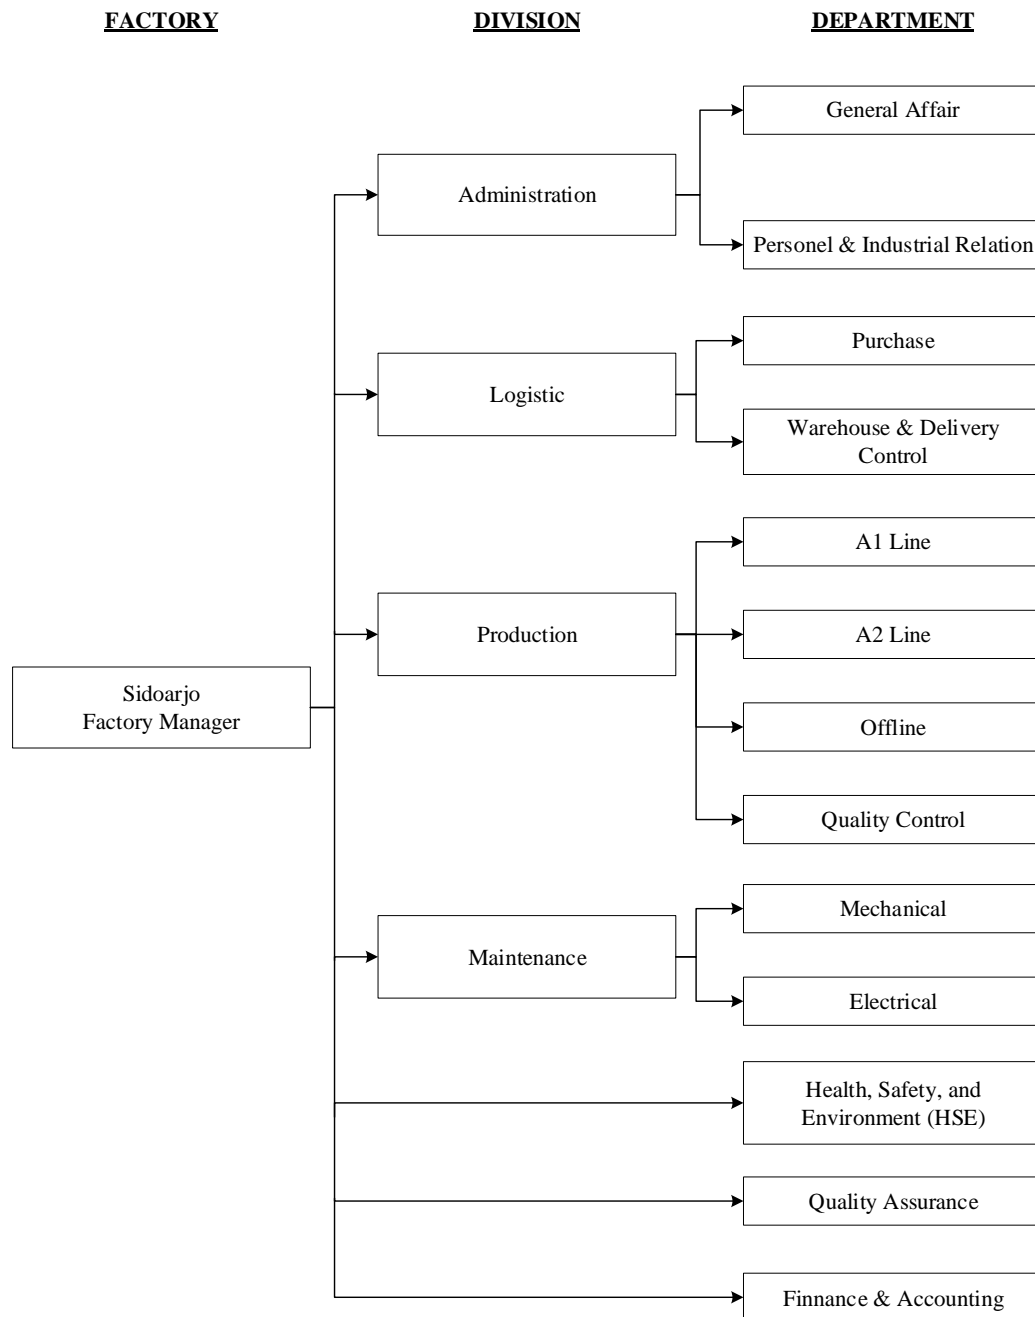 FACTORY
DIVISION
DEPARTMENT
General Affair
Administration
Personel & Industrial Relation
Purchase
Logistic
Warehouse & Delivery
Control
A1 Line
Production
A2 Line
Sidoarjo
Factory Manager
Offline
Quality Control
Mechanical
Maintenance
Electrical
Health, Safety, and
Environment (HSE)
Quality Assurance
Finnance & Accounting